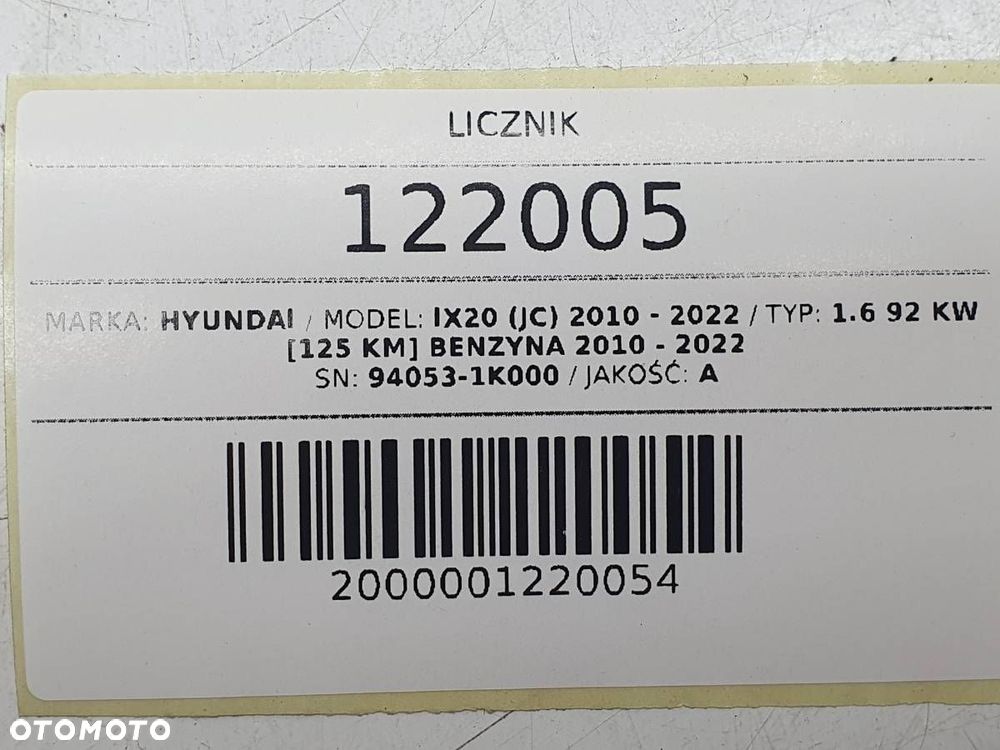 LICZNIK
122005
MARKA: HYUNDAI / MODEL: IX20 (JC) 2010 - 2022 / TYP: 1.6 92 KW
[125 KM] BENZYNA 2010 - 2022
SN: 94053-1K000 / JAKOŚĆ: A
2000001220054
OTOMOTO